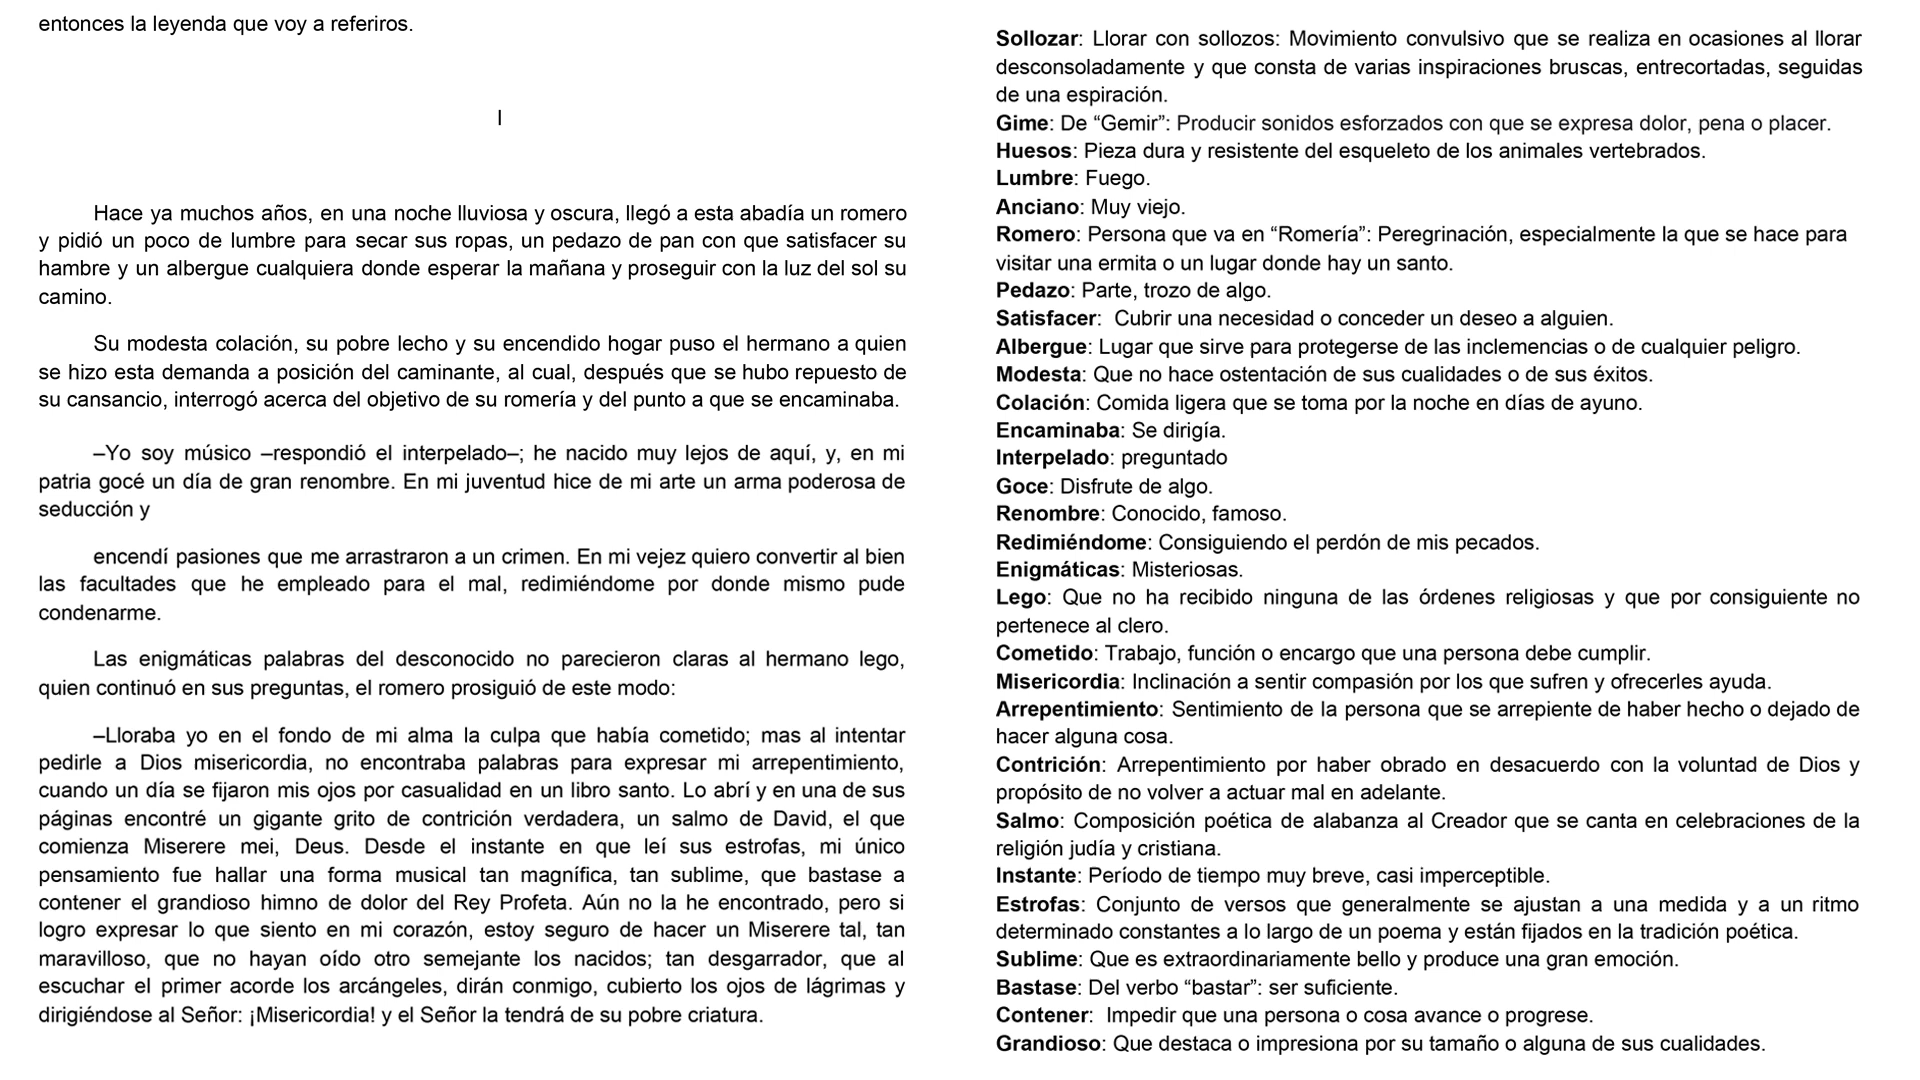 entonces la leyenda que voy a referiros.
I
Hace ya muchos años, en una noche lluviosa y oscura, llegó a esta abadía un romero
y pidió un poco de lumbre para secar sus ropas, un pedazo de pan con que satisfacer su
hambre y un albergue cualquiera donde esperar la mañana y proseguir con la luz del sol su
camino.
Su modesta colación, su pobre lecho y su encendido hogar puso el hermano a quien
se hizo esta demanda a posición del caminante, al cual, después que se hubo repuesto de
su cansancio, interrogó acerca del objetivo de su romería y del punto a que se encaminaba.
–Yo soy músico –respondió el interpelado–; he nacido muy lejos de aquí, y, en mi
patria gocé un día de gran renombre. En mi juventud hice de mi arte un arma poderosa de
seducción y
encendí pasiones que me arrastraron a un crimen. En mi vejez quiero convertir al bien
las facultades que he empleado para el mal, redimiéndome por donde mismo pude
condenarme.
Las enigmáticas palabras del desconocido no parecieron claras al hermano lego,
quien continuó en sus preguntas, el romero prosiguió de este modo:
–Lloraba yo en el fondo de mi alma la culpa que había cometido; mas al intentar
pedirle a Dios misericordia, no encontraba palabras para expresar mi arrepentimiento,
cuando un día se fijaron mis ojos por casualidad en un libro santo. Lo abrí y en una de sus
páginas encontré un gigante grito de contrición verdadera, un salmo de David, el que
comienza Miserere mei, Deus. Desde el instante en que leí sus estrofas, mi único
pensamiento fue hallar una forma musical tan magnífica, tan sublime, que bastase a
contener el grandioso himno de dolor del Rey Profeta. Aún no la he encontrado, pero si
logro expresar lo que siento en mi corazón, estoy seguro de hacer un Miserere tal, tan
maravilloso, que no hayan oído otro semejante los nacidos; tan desgarrador, que al
escuchar el primer acorde los arcángeles, dirán conmigo, cubierto los ojos de lágrimas y
dirigiéndose al Señor: ¡Misericordia! y el Señor la tendrá de su pobre criatura.
Sollozar: Llorar con sollozos: Movimiento convulsivo que se realiza en ocasiones al llorar
desconsoladamente y que consta de varias inspiraciones bruscas, entrecortadas, seguidas
de una espiración.
Gime: De “Gemir”: Producir sonidos esforzados con que se expresa dolor, pena o placer.
Huesos: Pieza dura y resistente del esqueleto de los animales vertebrados.
Lumbre: Fuego.
Anciano: Muy viejo.
Romero: Persona que va en “Romería”: Peregrinación, especialmente la que se hace para
visitar una ermita o un lugar donde hay un santo.
Pedazo: Parte, trozo de algo.
Satisfacer: Cubrir una necesidad o conceder un deseo a alguien.
Albergue: Lugar que sirve para protegerse de las inclemencias o de cualquier peligro.
Modesta: Que no hace ostentación de sus cualidades o de sus éxitos.
Colación: Comida ligera que se toma por la noche en días de ayuno.
Encaminaba: Se dirigía.
Interpelado: preguntado
Goce: Disfrute de algo.
Renombre: Conocido, famoso.
Redimiéndome: Consiguiendo el perdón de mis pecados.
Enigmáticas: Misteriosas.
Lego: Que no ha recibido ninguna de las órdenes religiosas y que por consiguiente no
pertenece al clero.
Cometido: Trabajo, función o encargo que una persona debe cumplir.
Misericordia: Inclinación a sentir compasión por los que sufren y ofrecerles ayuda.
Arrepentimiento: Sentimiento de la persona que se arrepiente de haber hecho o dejado de
hacer alguna cosa.
Contrición: Arrepentimiento por haber obrado en desacuerdo con la voluntad de Dios y
propósito de no volver a actuar mal en adelante.
Salmo: Composición poética de alabanza al Creador que se canta en celebraciones de la
religión judía y cristiana.
Instante: Período de tiempo muy breve, casi imperceptible.
Estrofas: Conjunto de versos que generalmente se ajustan a una medida y a un ritmo
determinado constantes a lo largo de un poema y están fijados en la tradición poética.
Sublime: Que es extraordinariamente bello y produce una gran emoción.
Bastase: Del verbo “bastar”: ser suficiente.
Contener: Impedir que una persona o cosa avance o progrese.
Grandioso: Que destaca o impresiona por su tamaño o alguna de sus cualidades.